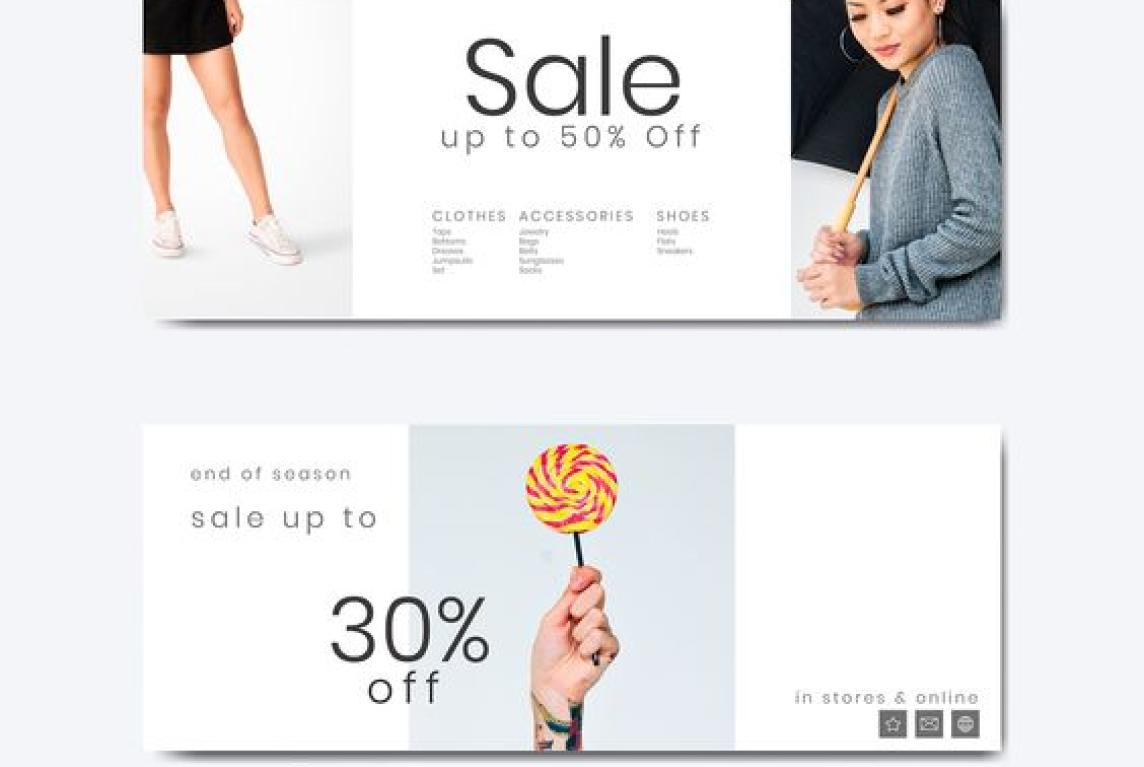 Sale
up to 50% Off
CLOTHES ACCESSORIES SHOES
Tops Jewelry Heels
Bottoms Bags Flats
Dresses Belts Sneakers
Jumpsuits Sunglasses
Set Socks
end of season
sale up to
30%
off
in stores & online